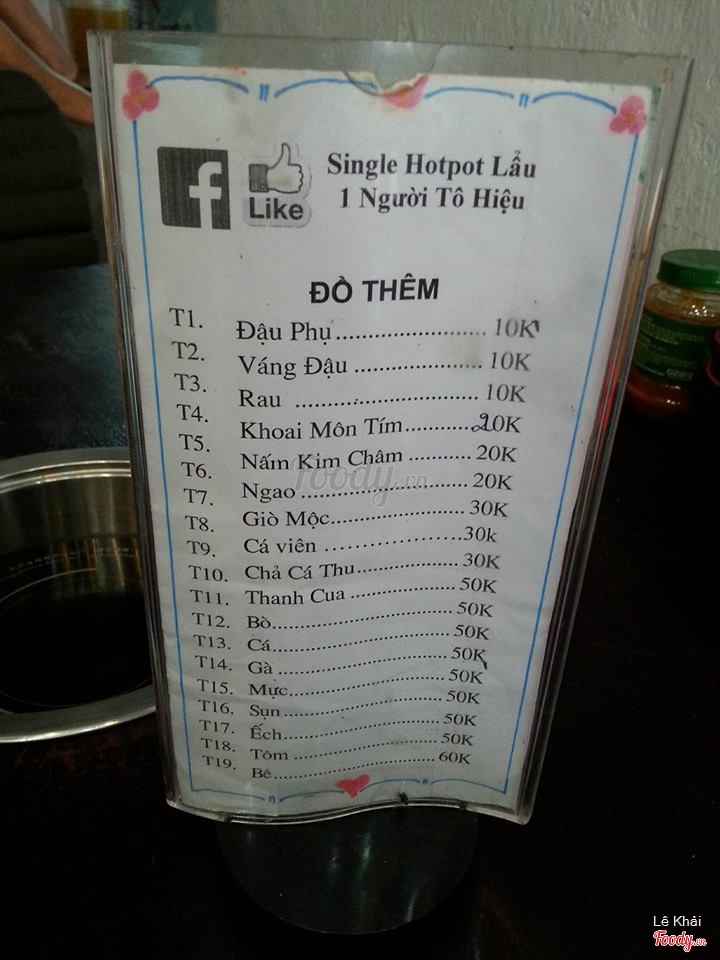 f Like
Single Hotpot Lẩu
1 Người Tô Hiệu
ĐỒ THÊM
T1. Đậu Phụ ........................ 10K
T2. Váng Đậu .................... 10K
T3. Rau ............................. 10K
T4. Khoai Môn Tím........... 20K
T5. Nấm Kim Châm .......... 20K
T6. Ngao ........................... 20K
T7. Giò Mộc...................... 30K
T8. Cá viên ...................... 30k
T9. Chả Cá Thu................. 30K
T10. Thanh Cua ................. 50K
T11. Bò.............................. 50K
T12. Cá.............................. 50K
T13. Gà ............................. 50K
T14. Mực........................... 50K
T15. Sụn ............................ 50K
T16. Ếch............................ 50K
T17. Tôm .......................... 50K
T18. Bê.............................. 60K
T19.
foody.vn
Lê Khải
Foody.vn